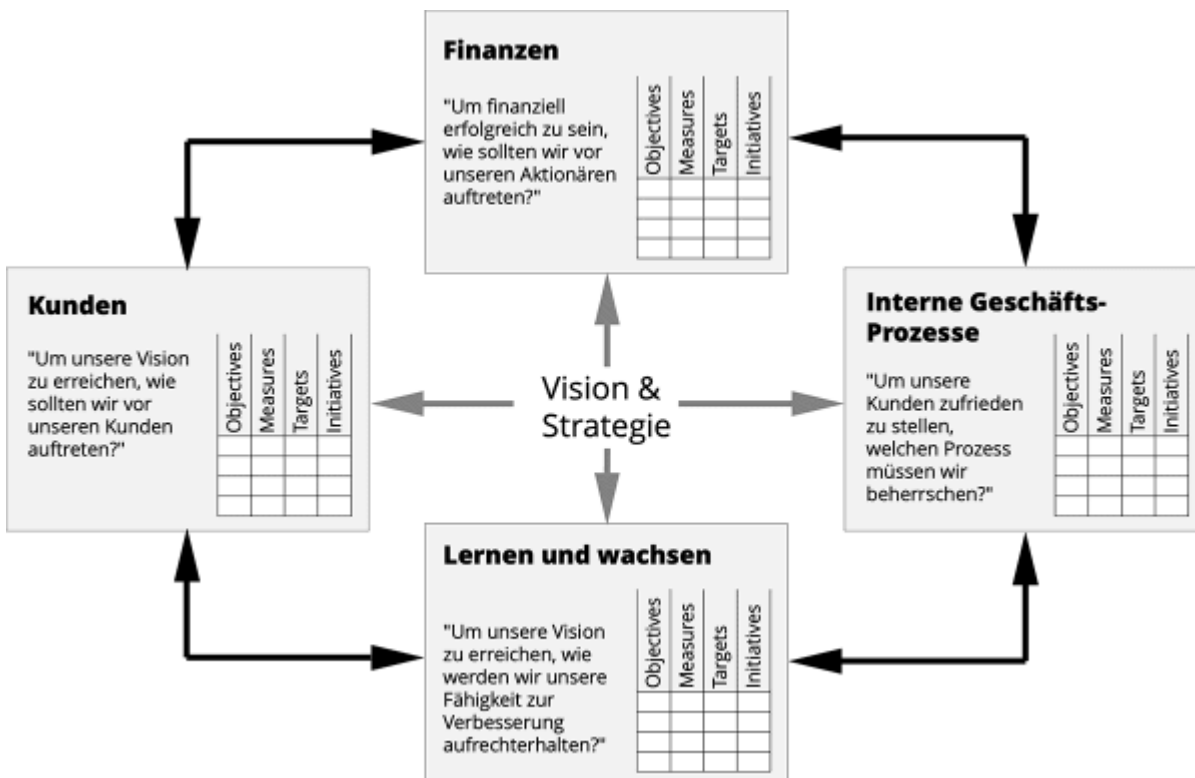 Finanzen
"Um finanziell
erfolgreich zu sein,
wie sollten wir vor
unseren Aktionären
auftreten?"
Objectives
Measures
Targets
Initiatives
Kunden
"Um unsere Vision
zu erreichen, wie
sollten wir vor
unseren Kunden
auftreten?"
Objectives
Measures
Targets
Initiatives
Vision &
Strategie
Interne Geschäfts-
Prozesse
"Um unsere
Kunden zufrieden
zu stellen,
welchen Prozess
müssen wir
beherrschen?"
Objectives
Measures
Targets
Initiatives
Lernen und wachsen
"Um unsere Vision
zu erreichen, wie
werden wir unsere
Fähigkeit zur
Verbesserung
aufrechterhalten?"
Objectives
Measures
Targets
Initiatives